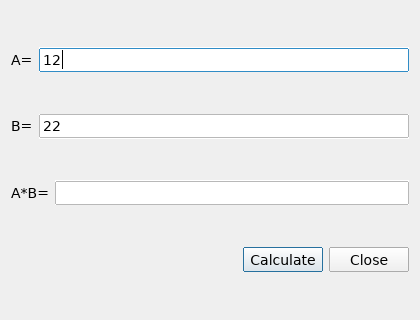 A= 12
B= 22
A*B=
Calculate Close